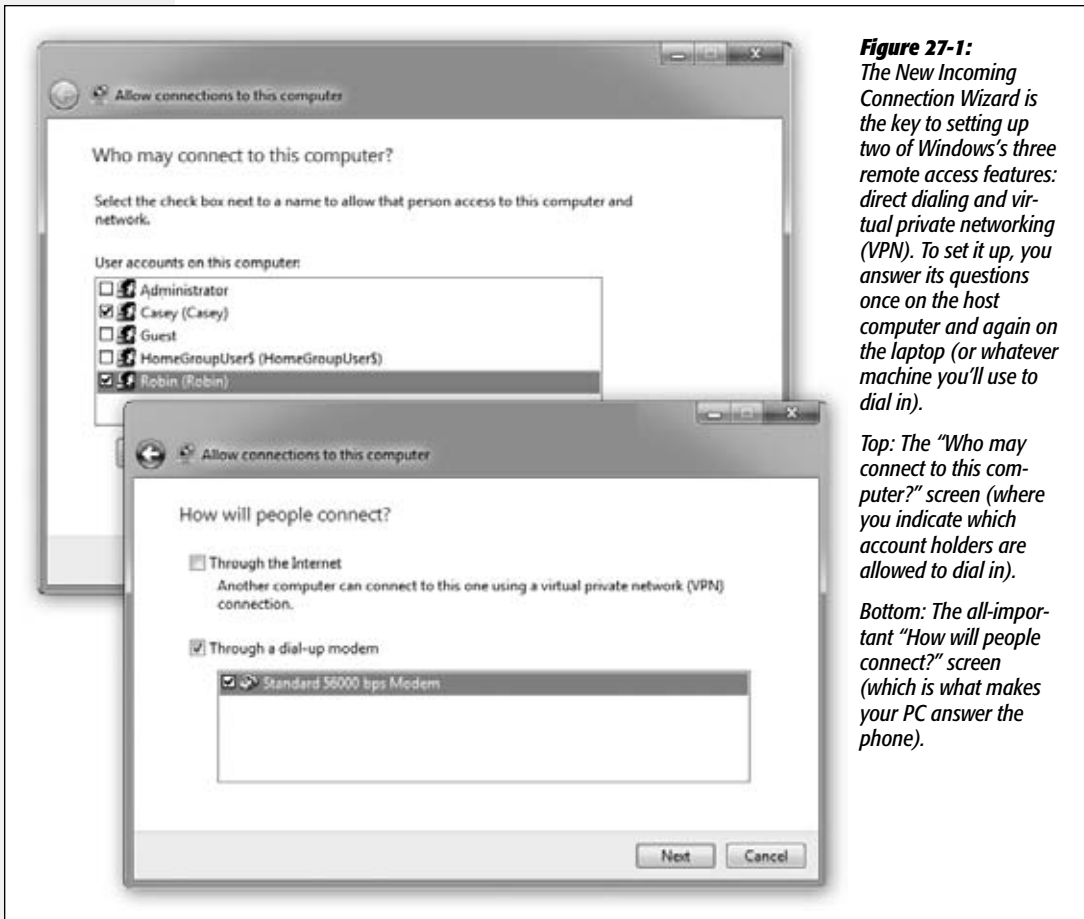 Allow connections to this computer
Who may connect to this computer?
Select the check box next to a name to allow that person access to this computer and
network.
User accounts on this computer:
Administrator
Casey (Casey)
Guest
HomeGroupUser$ (HomeGroupUser$)
Robin (Robin)
Allow connections to this computer
How will people connect?
Through the Internet
Another computer can connect to this one using a virtual private network (VPN)
connection.
Through a dial-up modem
Standard 56000 bps Modem
Next
Cancel
Figure 27-1:
The New Incoming
Connection Wizard is
the key to setting up
two of Windows's three
remote access features:
direct dialing and vir-
tual private networking
(VPN). To set it up, you
answer its questions
once on the host
computer and again on
the laptop (or whatever
machine you'll use to
dial in).
Top: The “Who may
connect to this com-
puter?” screen (where
you indicate which
account holders are
allowed to dial in).
Bottom: The all-impor-
tant “How will people
connect?” screen
(which is what makes
your PC answer the
phone).